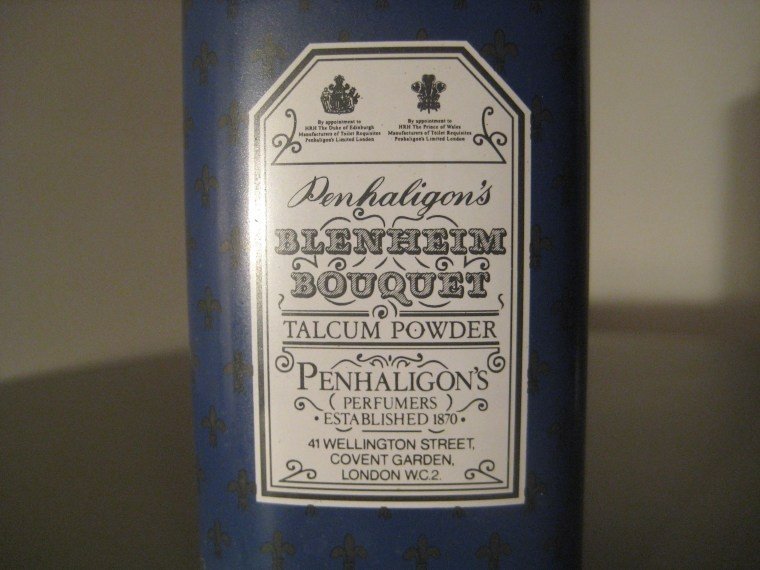 By appointment to
HRH The Duke of Edinburgh
Manufacturers of Toilet Requisites
Penhaligon's Limited London
By appointment to
HRH The Prince of Wales
Manufacturers of Toilet Requisites
Penhaligon's Limited London
Penhaligon's
BLENHEIM
BOUQUET
TALCUM POWDER
PENHALIGON'S
( PERFUMERS )
• ESTABLISHED 1870 •
41 WELLINGTON STREET,
COVENT GARDEN,
LONDON W.C.2.